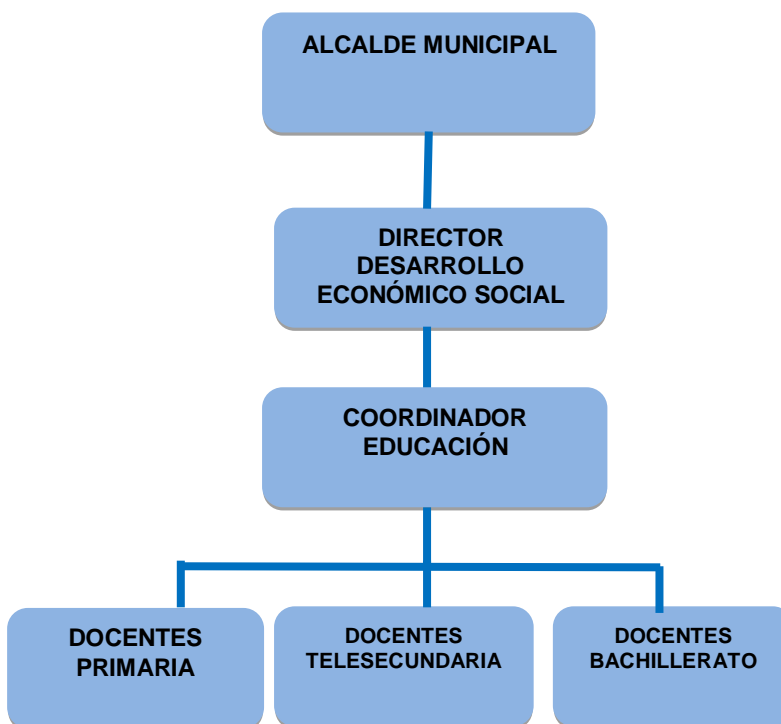 ALCALDE MUNICIPAL
DIRECTOR
DESARROLLO
ECONÓMICO SOCIAL
COORDINADOR
EDUCACIÓN
DOCENTES
PRIMARIA
DOCENTES
TELESECUNDARIA
DOCENTES
BACHILLERATO